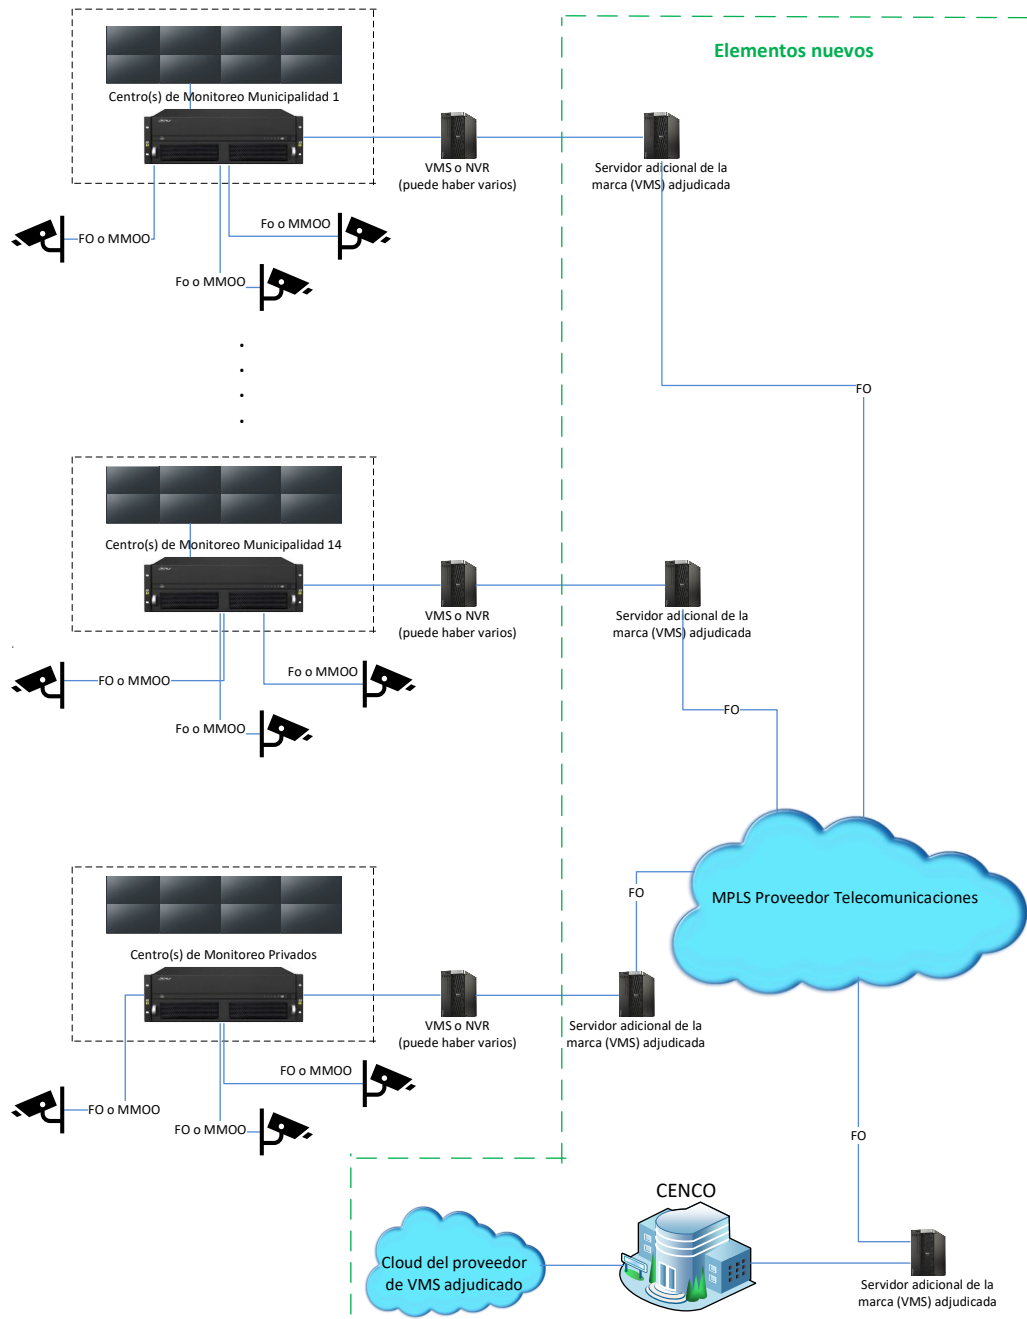 Elementos nuevos
Centro(s) de Monitoreo Municipalidad 1
VMS o NVR
(puede haber varios)
Servidor adicional de la
marca (VMS) adjudicada
FO o MMOO
Fo o MMOO
Fo o MMOO
FO
Centro(s) de Monitoreo Municipalidad 14
VMS o NVR
(puede haber varios)
Servidor adicional de la
marca (VMS) adjudicada
FO o MMOO
Fo o MMOO
Fo o MMOO
FO
MPLS Proveedor Telecomunicaciones
FO
Centro(s) de Monitoreo Privados
VMS o NVR
(puede haber varios)
Servidor adicional de la
marca (VMS) adjudicada
FO o MMOO
FO o MMOO
FO o MMOO
FO
CENCO
Cloud del proveedor
de VMS adjudicado
Servidor adicional de la
marca (VMS) adjudicada